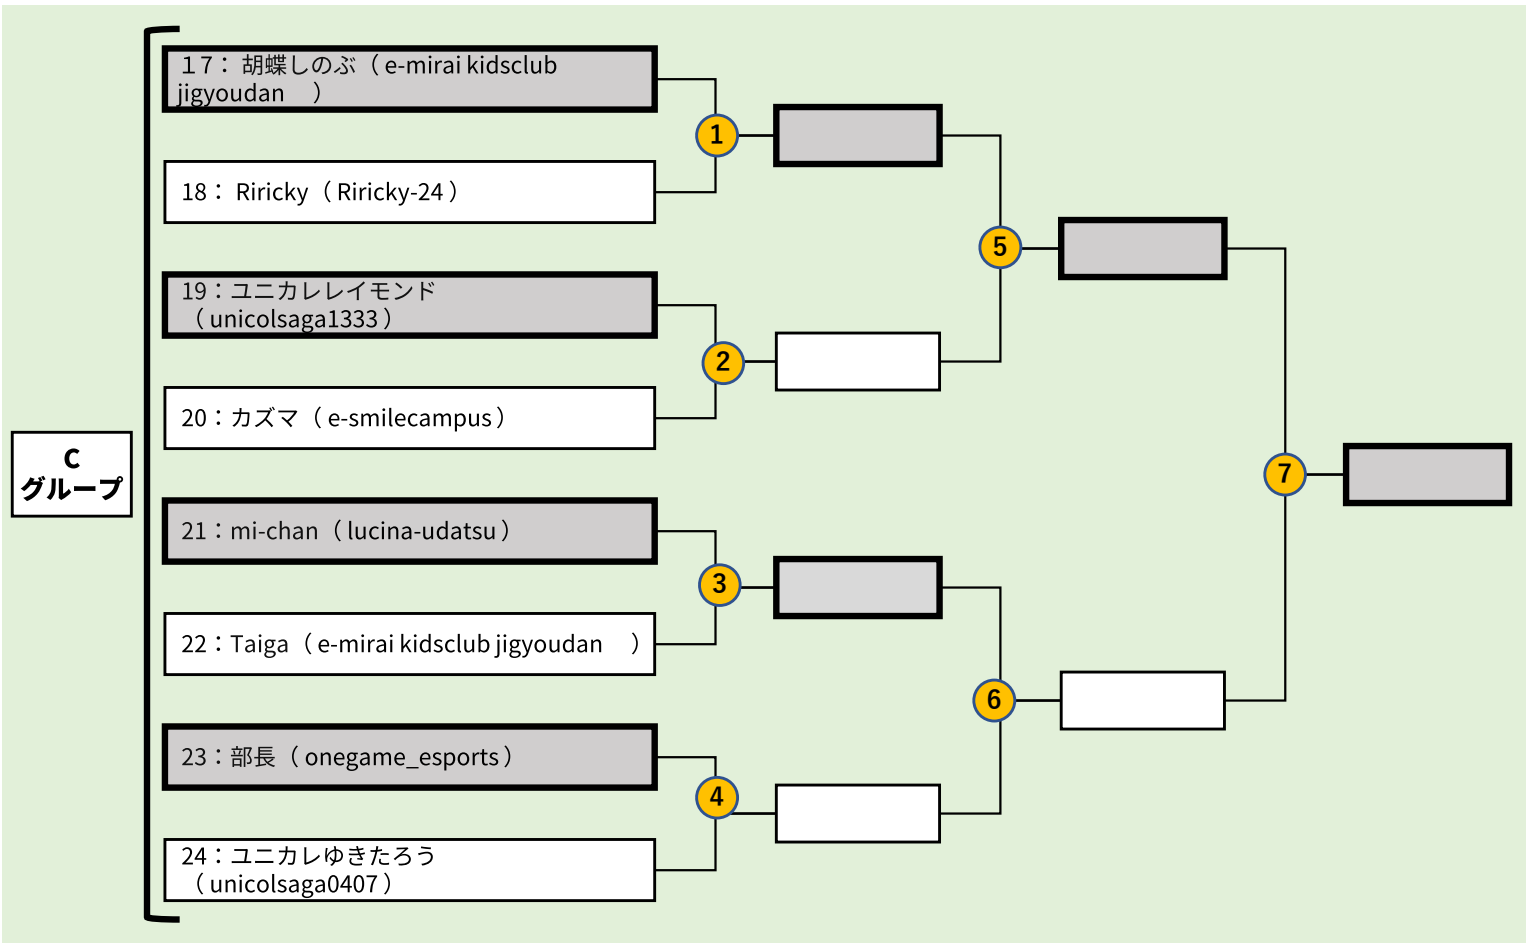 17： 胡蝶しのぶ（e-mirai kidsclub
jigyoudan　）
18： Riricky（Riricky-24）
19：ユニカレレイモンド
（unicolsaga1333）
20：カズマ（e-smilecampus）
21：mi-chan（lucina-udatsu）
22：Taiga（e-mirai kidsclub jigyoudan　）
23：部長（onegame_esports）
24：ユニカレゆきたろう
（unicolsaga0407）
C
グループ
1
2
3
4
5
6
7